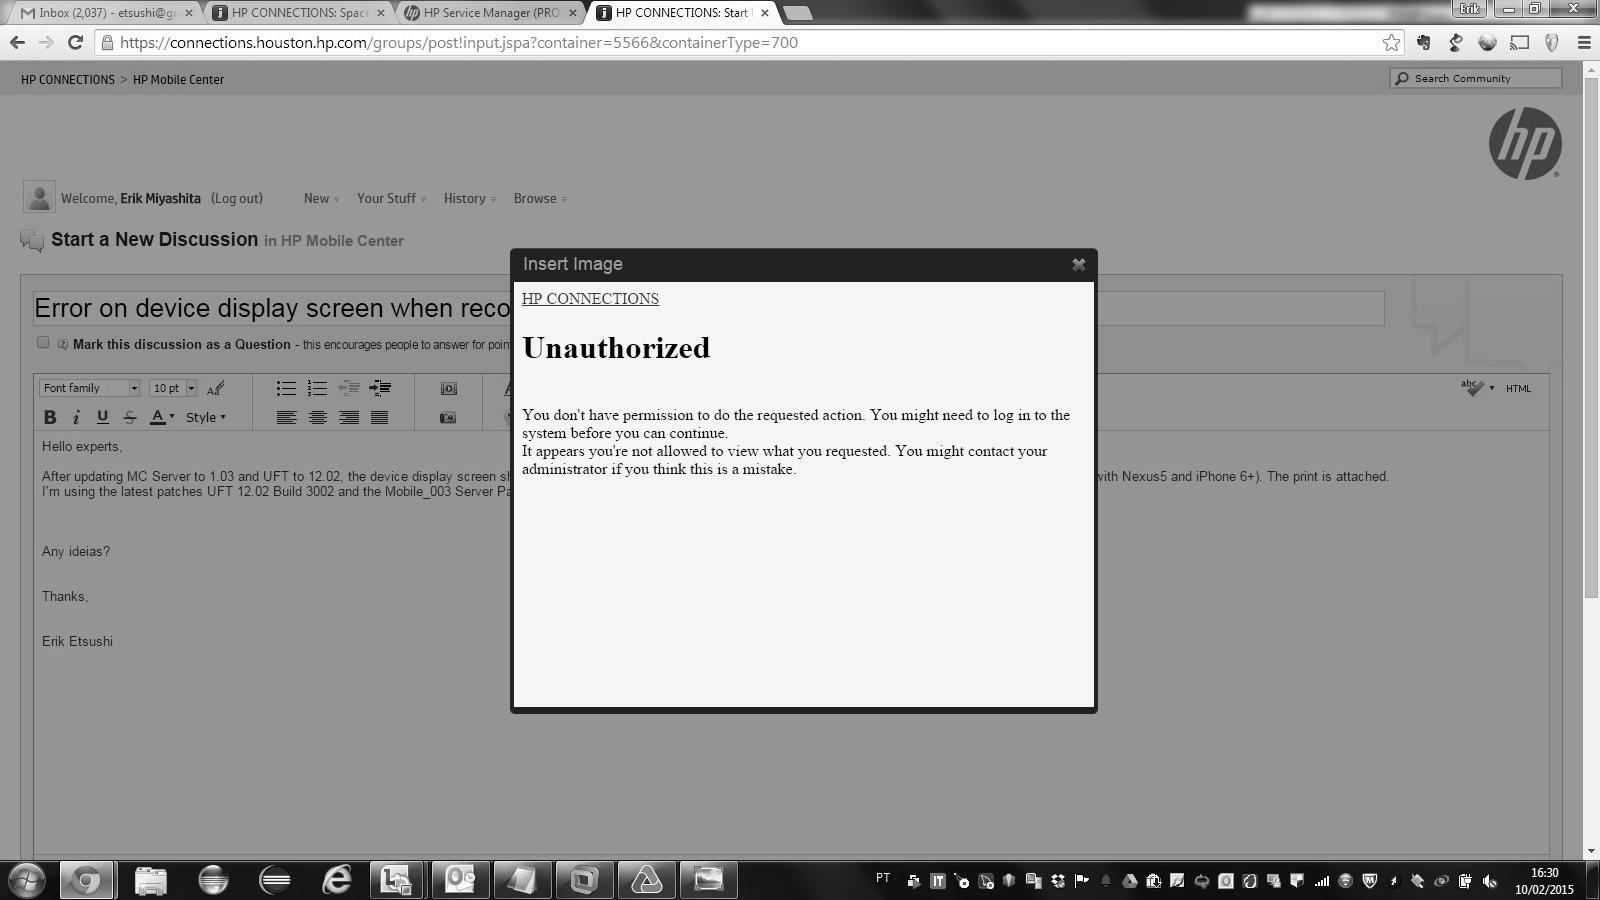 Inbox (2,037) - etsushi@gr
HP CONNECTIONS: Space
HP Service Manager (PRO
HP CONNECTIONS: Start
Erik
https://connections.houston.hp.com/groups/post!input.jspa?container=5566&containerType=700
HP CONNECTIONS > HP Mobile Center
Search Community
hp
Welcome, Erik Miyashita (Log out)
New
Your Stuff
History
Browse
Start a New Discussion in HP Mobile Center
Insert Image
HP CONNECTIONS
Error on device display screen when reco
Unauthorized
Mark this discussion as a Question - this encourages people to answer for poin
Font family
10 pt
abc
HTML
B i U S A Style
You don't have permission to do the requested action. You might need to log in to the
system before you can continue.
It appears you're not allowed to view what you requested. You might contact your
administrator if you think this is a mistake.
Hello experts,
After updating MC Server to 1.03 and UFT to 12.02, the device display screen sh
with Nexus5 and iPhone 6+). The print is attached.
I'm using the latest patches UFT 12.02 Build 3002 and the Mobile_003 Server Pa
Any ideias?
Thanks,
Erik Etsushi
PT
16:30
10/02/2015